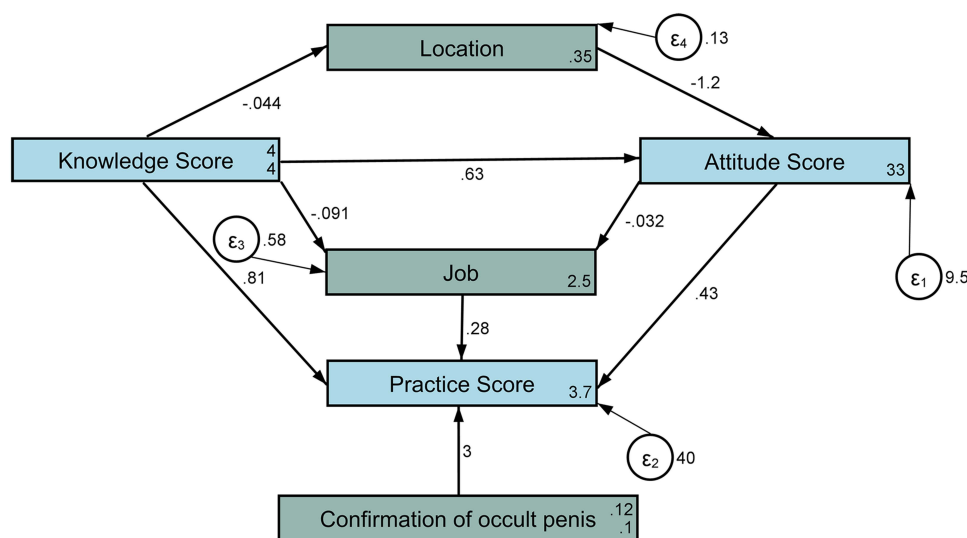 Location
.35
ε4
.13
-.044
-1.2
Knowledge Score
4
4
.63
Attitude Score
33
-.091
-.032
ε3
.58
.81
Job
2.5
ε1
9.5
.43
.28
Practice Score
3.7
3
ε2
40
Confirmation of occult penis
.12
.1